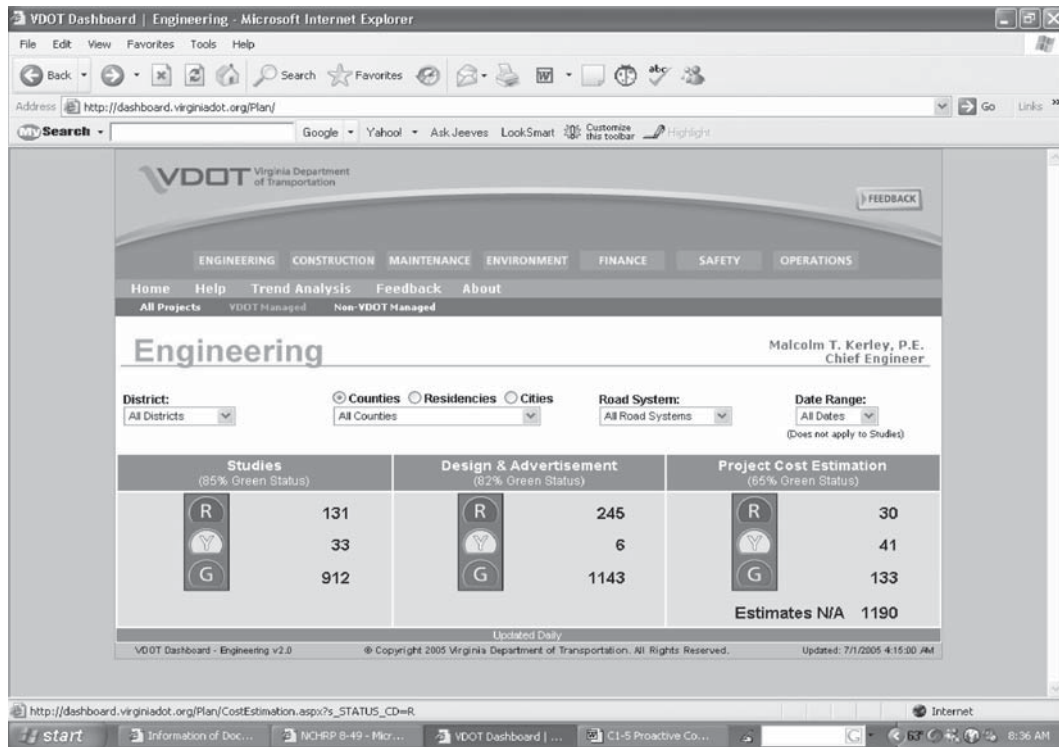 VDOT Dashboard | Engineering - Microsoft Internet Explorer
File Edit View Favorites Tools Help
Back Search Favorites
Address http://dashboard.virginiadot.org/Plan/ Go Links
My Search Google Yahoo Ask Jeeves LookSmart Customize this toolbar Highlight
VDOT Virginia Department of Transportation
FEEDBACK
ENGINEERING CONSTRUCTION MAINTENANCE ENVIRONMENT FINANCE SAFETY OPERATIONS
Home Help Trend Analysis Feedback About
All Projects VDOT Managed Non-VDOT Managed
Engineering
Malcolm T. Kerley, P.E.
Chief Engineer
District: Counties Residencies Cities Road System: Date Range:
All Districts All Counties All Road Systems All Dates
(Does not apply to Studies)
Studies Design & Advertisement Project Cost Estimation
(85% Green Status) (82% Green Status) (65% Green Status)
R 131 R 245 R 30
Y 33 Y 6 Y 41
G 912 G 1143 G 133
Estimates N/A 1190
Updated Daily
VDOT Dashboard - Engineering v2.0 © Copyright 2005 Virginia Department of Transportation. All Rights Reserved. Updated: 7/1/2005 4:15:00 AM
http://dashboard.virginiadot.org/Plan/CostEstimation.aspx?s_STATUS_CD=R Internet
start Information of Doc... NCHRP 8-49 - Micr... VDOT Dashboard | ... C1-5 Proactive Co... 63° 8:36 AM